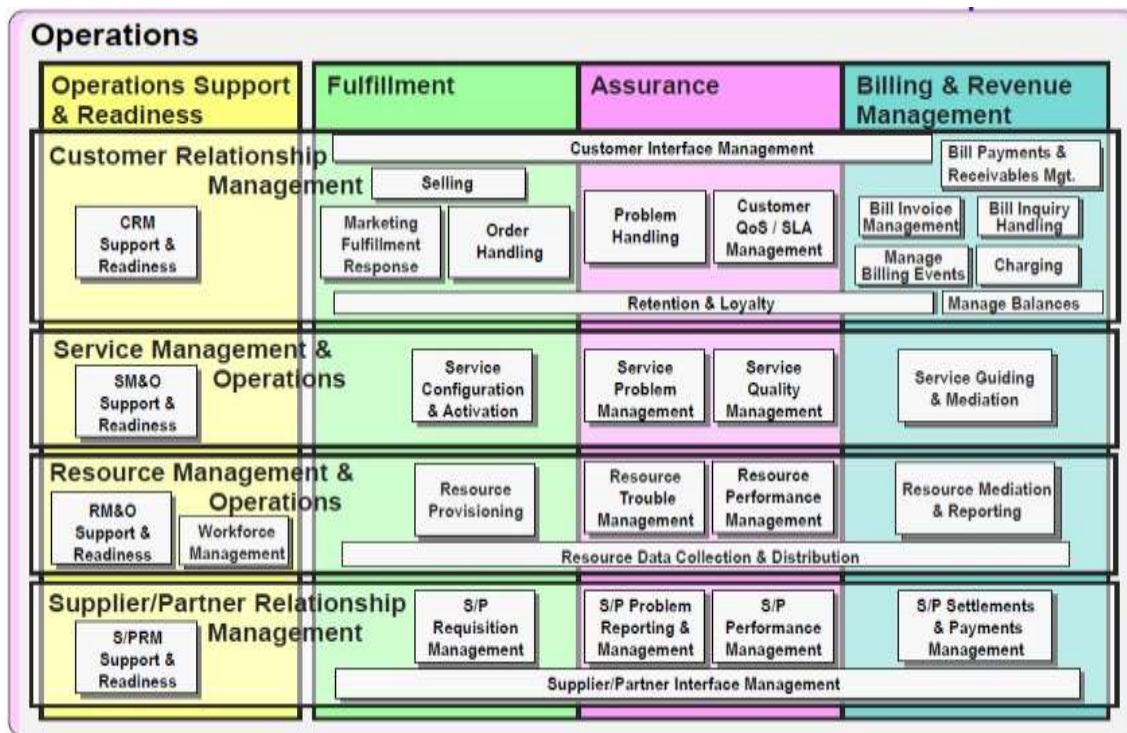 Operations
Operations Support
& Readiness
Fulfillment
Assurance
Billing & Revenue
Management
Customer Relationship
Management
Customer Interface Management
Bill Payments &
Receivables Mgt.
Selling
CRM
Support &
Readiness
Marketing
Fulfillment
Response
Order
Handling
Problem
Handling
Customer
QoS / SLA
Management
Bill Invoice
Management
Bill Inquiry
Handling
Manage
Billing Events
Charging
Retention & Loyalty
Manage Balances
Service Management &
Operations
SM&O
Support &
Readiness
Service
Configuration
& Activation
Service
Problem
Management
Service
Quality
Management
Service Guiding
& Mediation
Resource Management &
Operations
RM&O
Support &
Readiness
Workforce
Management
Resource
Provisioning
Resource
Trouble
Management
Resource
Performance
Management
Resource Mediation
& Reporting
Resource Data Collection & Distribution
Supplier/Partner Relationship
Management
S/PRM
Support &
Readiness
S/P
Requisition
Management
S/P Problem
Reporting &
Management
S/P
Performance
Management
S/P Settlements
& Payments
Management
Supplier/Partner Interface Management